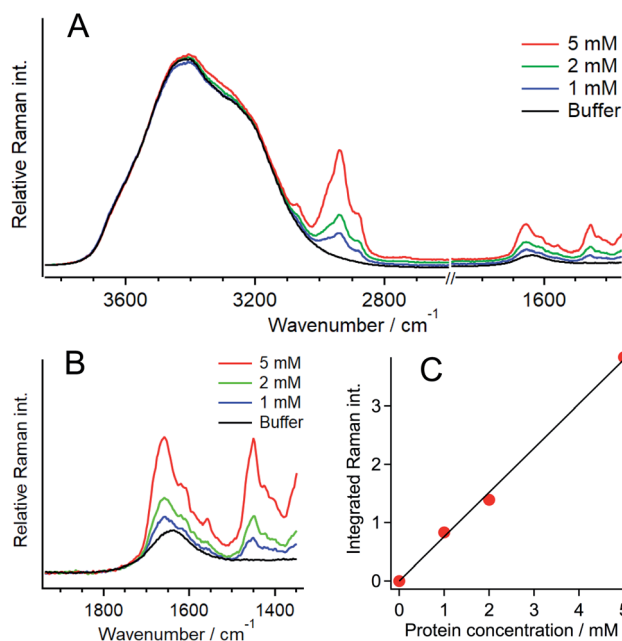 A
Relative Raman int.
5 mM
2 mM
1 mM
Buffer
3600
3200
2800
1600
Wavenumber / cm-1
B
Relative Raman int.
5 mM
2 mM
1 mM
Buffer
1800
1600
1400
Wavenumber / cm-1
C
Integrated Raman int.
3
2
1
0
0
1
2
3
4
5
Protein concentration / mM